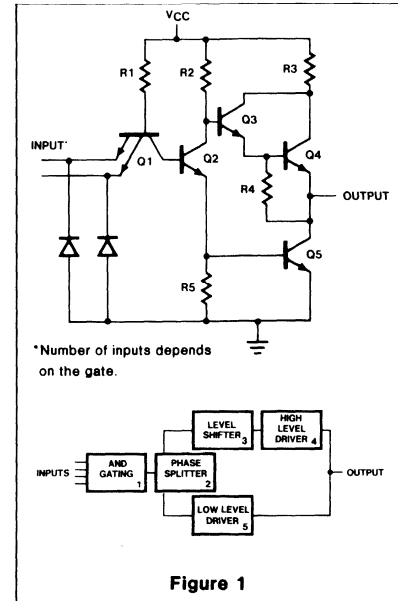 VCC
R1
R2
R3
Q3
INPUT*
Q1
Q2
Q4
R4
OUTPUT
Q5
R5
*Number of inputs depends
on the gate.
LEVEL
SHIFTER
3
HIGH
LEVEL
DRIVER 4
INPUTS
AND
GATING
1
PHASE
SPLITTER
2
OUTPUT
LOW LEVEL
DRIVER
5
Figure 1